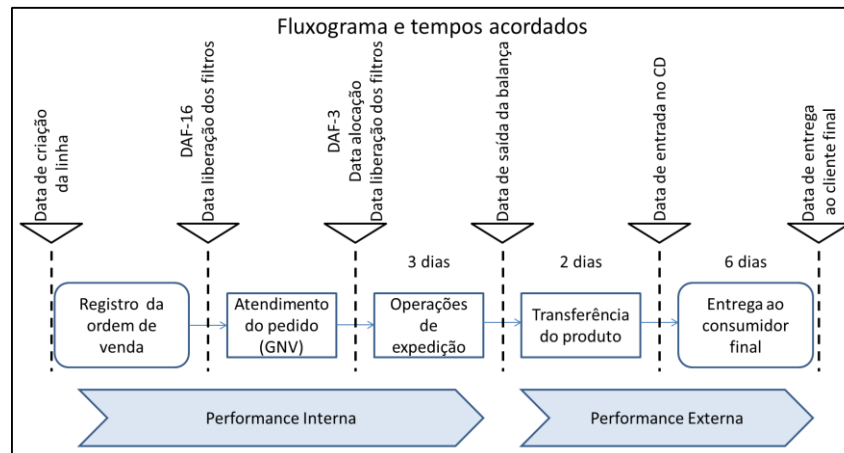 Fluxograma e tempos acordados
Data de criação
da linha
DAF-16
Data liberação dos filtros
DAF-3
Data alocação
Data liberação dos filtros
Data de saída da balança
Data de entrada no CD
Data de entrega
ao cliente final
3 dias
2 dias
6 dias
Registro da
ordem de
venda
Atendimento
do pedido
(GNV)
Operações
de
expedição
Transferência
do produto
Entrega ao
consumidor
final
Performance Interna
Performance Externa